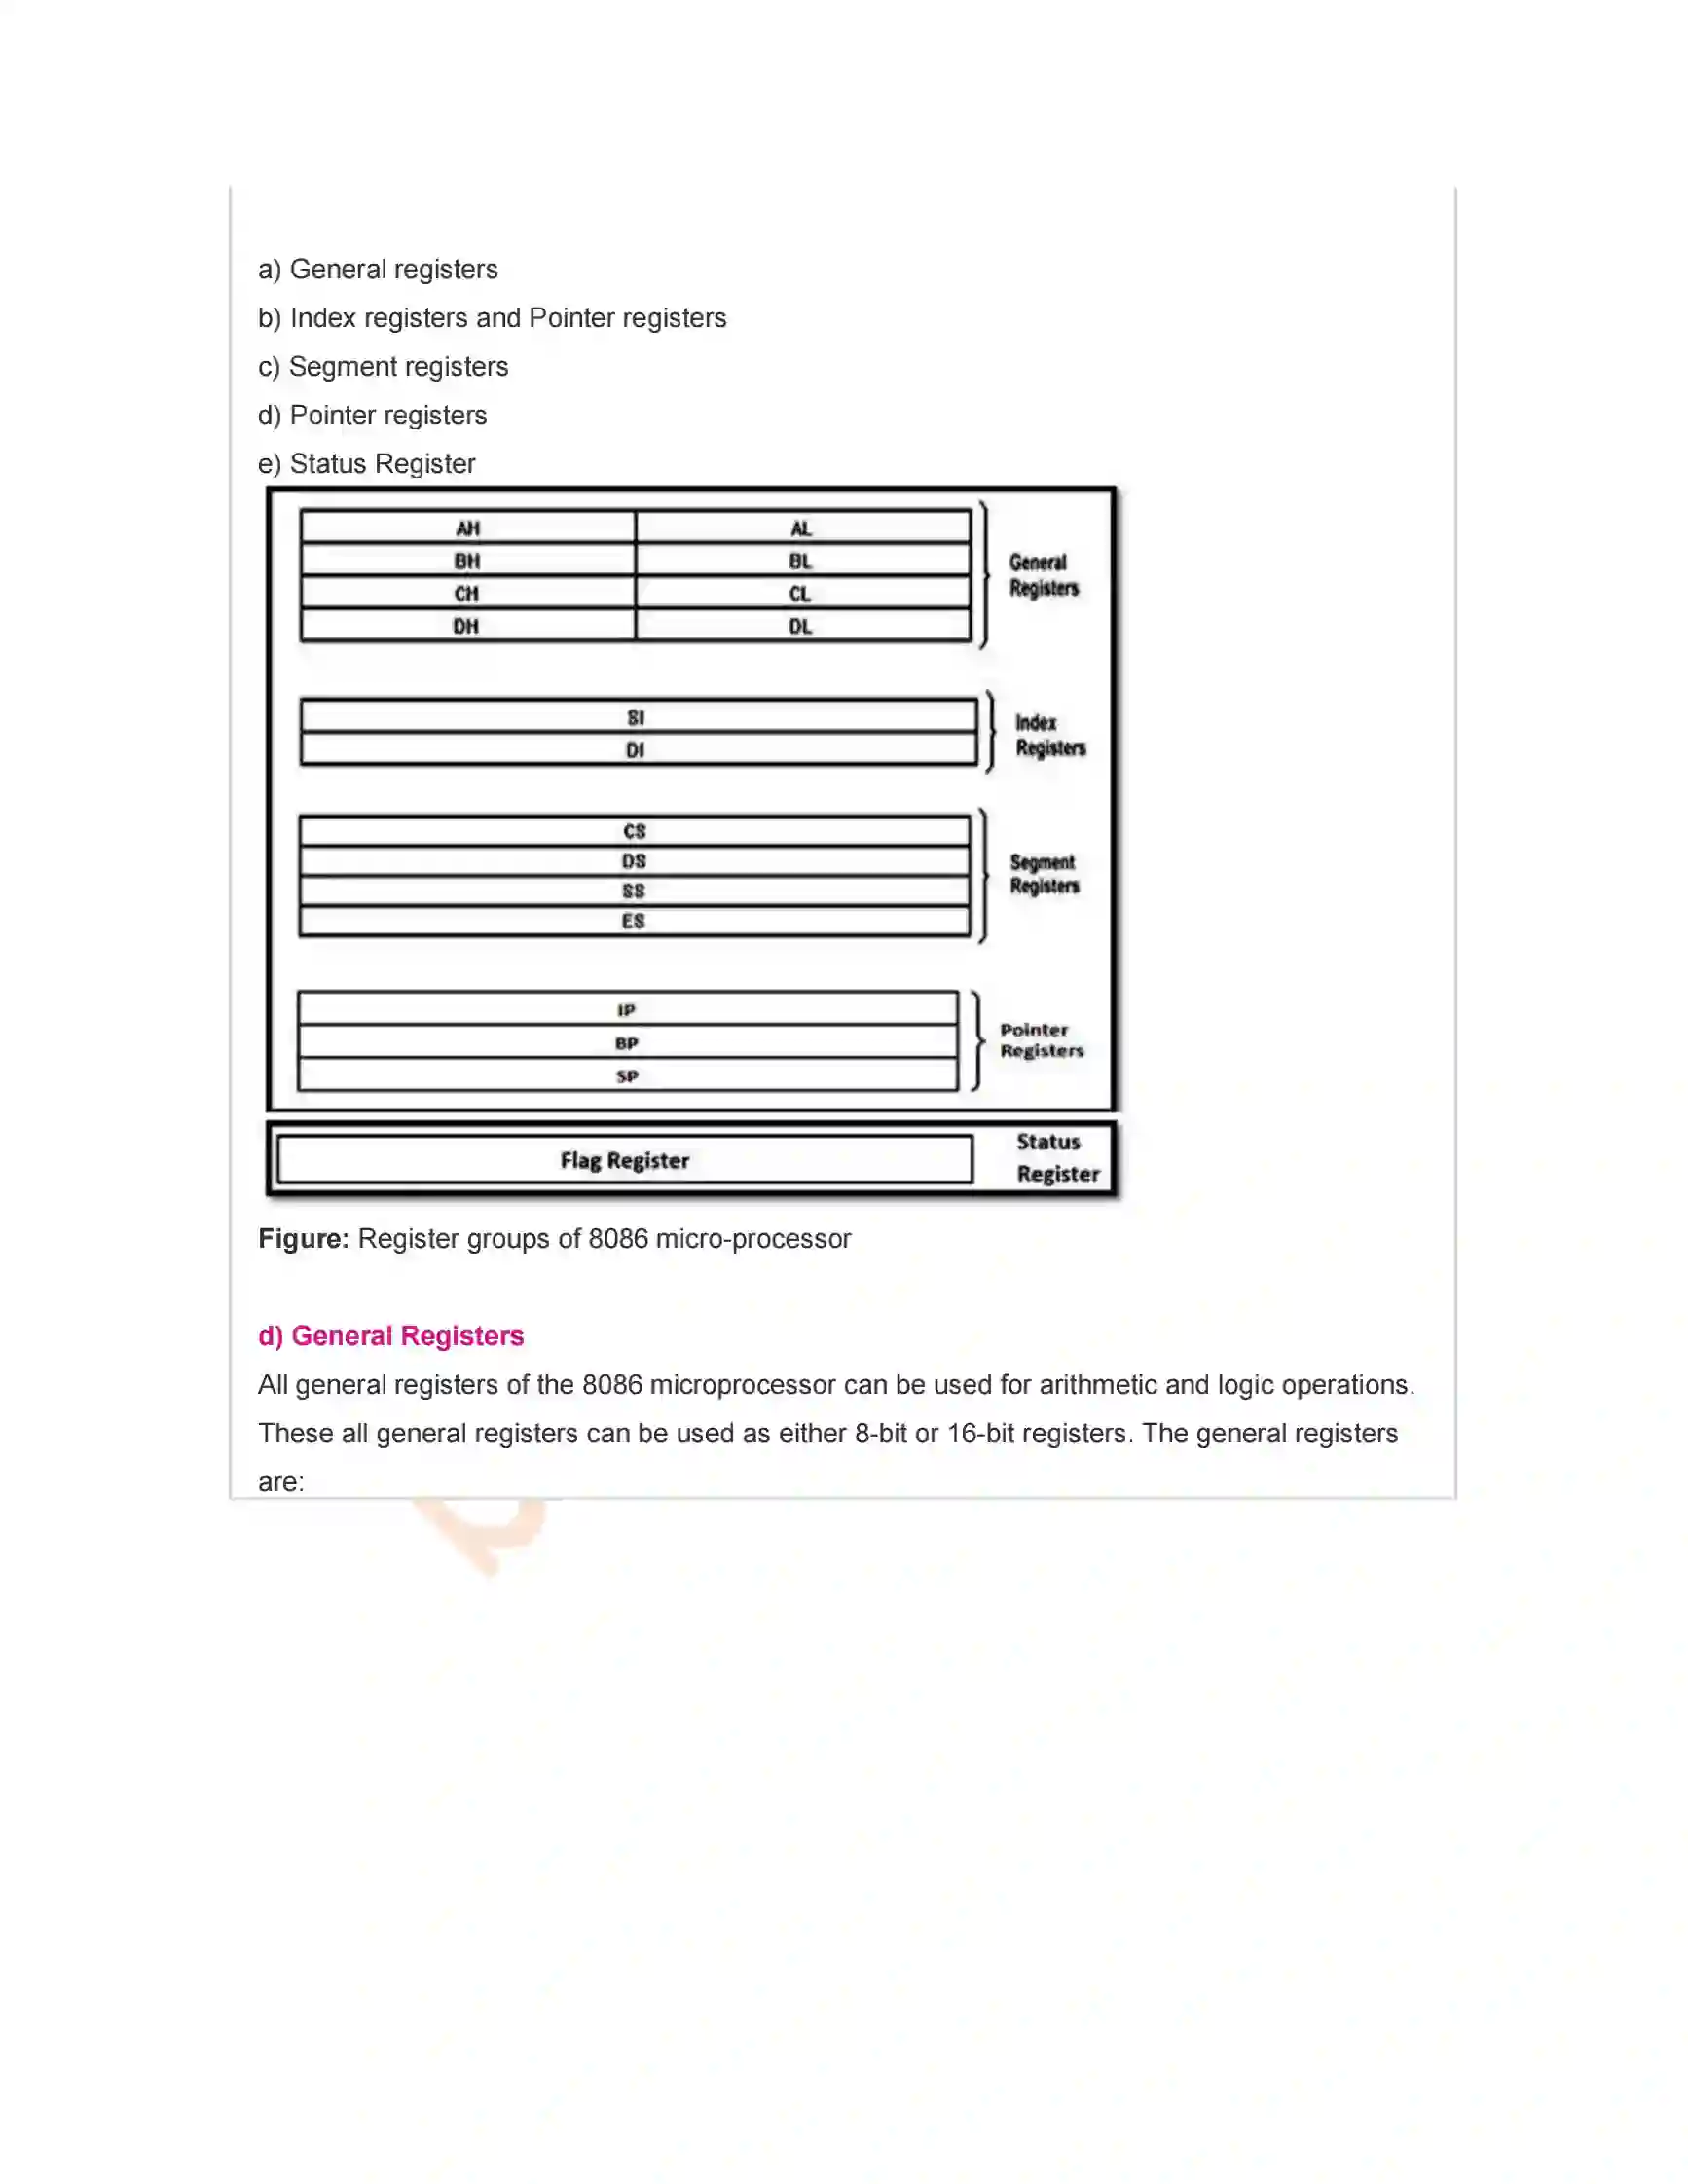 a) General registers
b) Index registers and Pointer registers
c) Segment registers
d) Pointer registers
e) Status Register
AH AL
BH BL
CH CL
DH DL
General
Registers
SI
DI
Index
Registers
CS
DS
SS
ES
Segment
Registers
IP
BP
SP
Pointer
Registers
Flag Register
Status
Register
Figure: Register groups of 8086 micro-processor
d) General Registers
All general registers of the 8086 microprocessor can be used for arithmetic and logic operations.
These all general registers can be used as either 8-bit or 16-bit registers. The general registers
are: